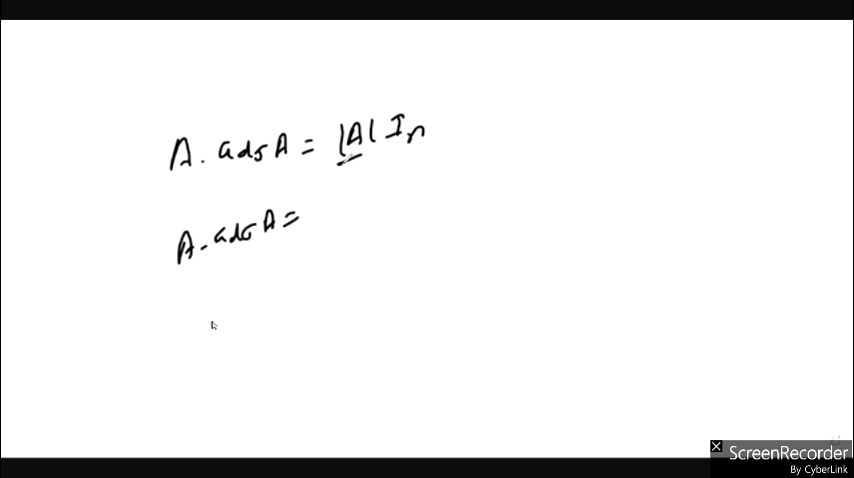 A. adj A = |A| In
A. adj A =
ScreenRecorder
By CyberLink